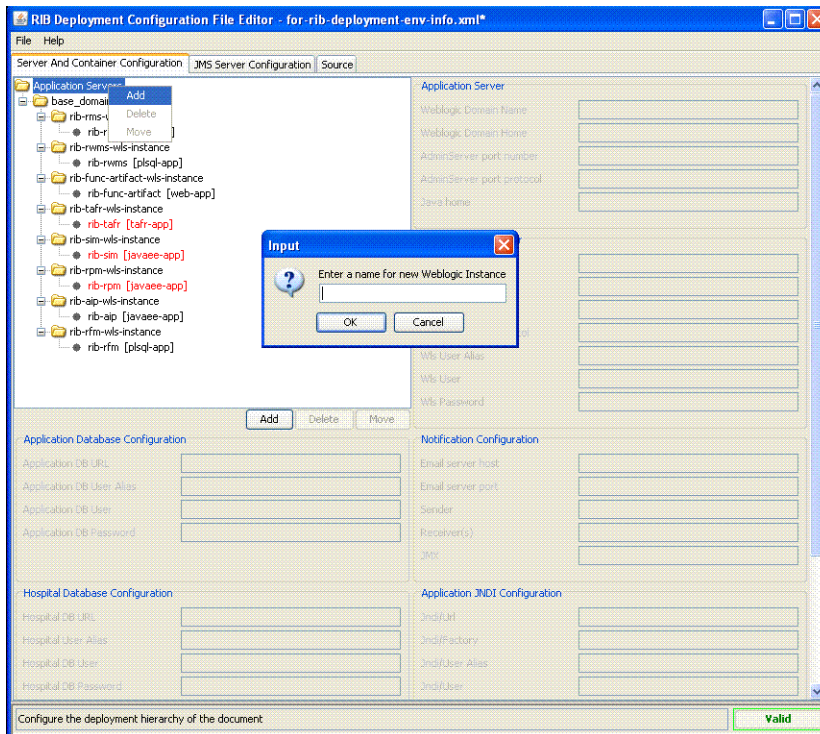 RIB Deployment Configuration File Editor - for-rib-deployment-env-info.xml*
File Help
Server And Container Configuration JMS Server Configuration Source
Application Servers
Add
Delete
Move
base_domain
rib-rms-w
rib-r
rib-rwms-wls-instance
rib-rwms [plsql-app]
rib-func-artifact-wls-instance
rib-func-artifact [web-app]
rib-tafr-wls-instance
rib-tafr [tafr-app]
rib-sim-wls-instance
rib-sim [javaee-app]
rib-rpm-wls-instance
rib-rpm [javaee-app]
rib-aip-wls-instance
rib-aip [javaee-app]
rib-rfm-wls-instance
rib-rfm [plsql-app]
Add Delete Move
Application Server
Weblogic Domain Name
Weblogic Domain Home
AdminServer port number
AdminServer port protocol
Java home
Input
Enter a name for new Weblogic Instance
OK Cancel
Wls User Alias
Wls User
Wls Password
Application Database Configuration
Application DB URL
Application DB User Alias
Application DB User
Application DB Password
Notification Configuration
Email server host
Email server port
Sender
Receiver(s)
JMX
Hospital Database Configuration
Hospital DB URL
Hospital User Alias
Hospital DB User
Hospital DB Password
Application JNDI Configuration
Jndi/Url
Jndi/Factory
Jndi/User Alias
Jndi/User
Configure the deployment hierarchy of the document
Valid